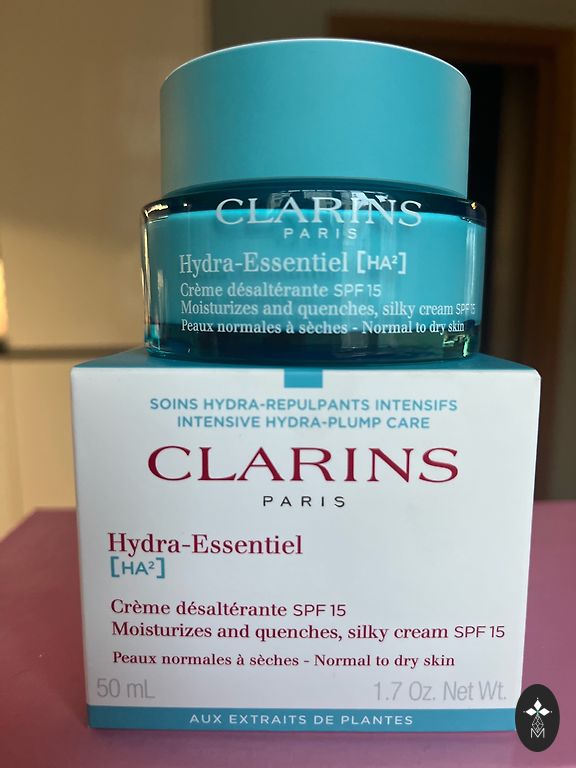 CLARINS
PARIS
Hydra-Essentiel [HA²]
Crème désaltérante SPF 15
Moisturizes and quenches, silky cream SPF 15
Peaux normales à sèches - Normal to dry skin
SOINS HYDRA-REPULPANTS INTENSIFS
INTENSIVE HYDRA-PLUMP CARE
CLARINS
PARIS
Hydra-Essentiel
[HA²]
Crème désaltérante SPF 15
Moisturizes and quenches, silky cream SPF 15
Peaux normales à sèches - Normal to dry skin
50 mL 1.7 Oz. Net Wt.
AUX EXTRAITS DE PLANTES
M